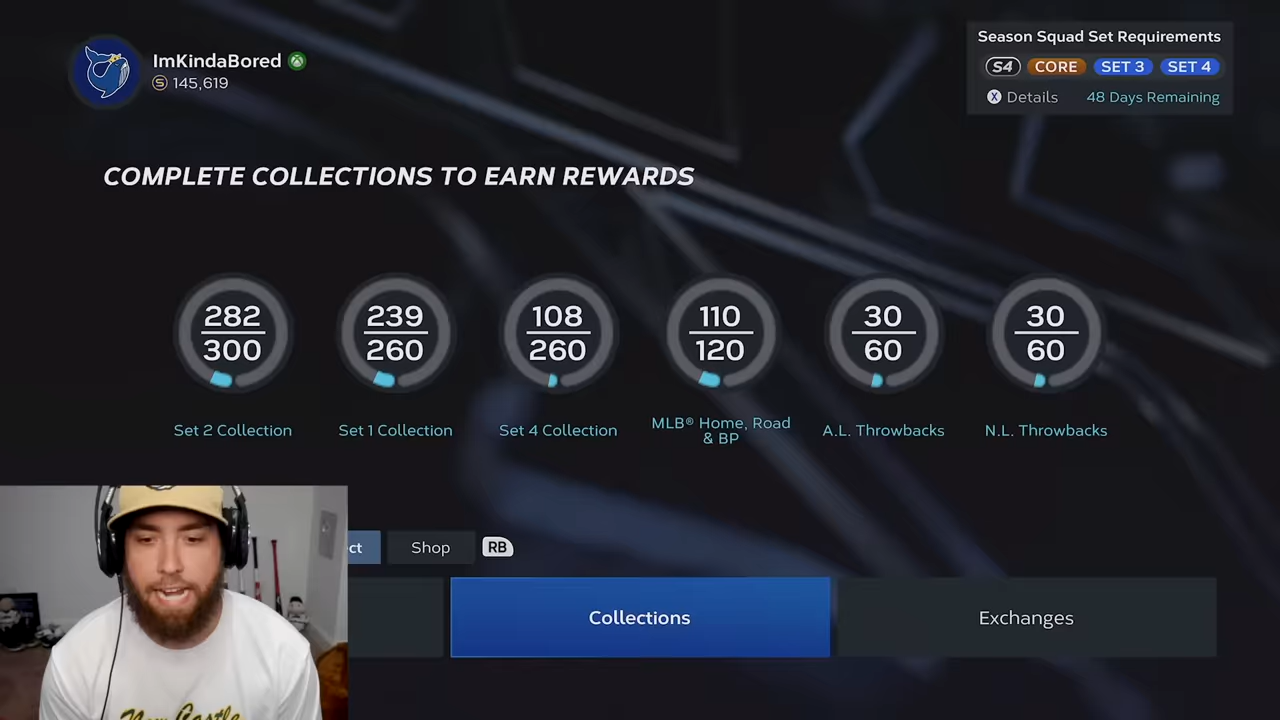 ImKindaBored
S 145,619
Season Squad Set Requirements
S4 CORE SET 3 SET 4
X Details 48 Days Remaining
COMPLETE COLLECTIONS TO EARN REWARDS
282
300
Set 2 Collection
239
260
Set 1 Collection
108
260
Set 4 Collection
110
120
MLB® Home, Road
& BP
30
60
A.L. Throwbacks
30
60
N.L. Throwbacks
ct Shop RB
Collections Exchanges
New Castle